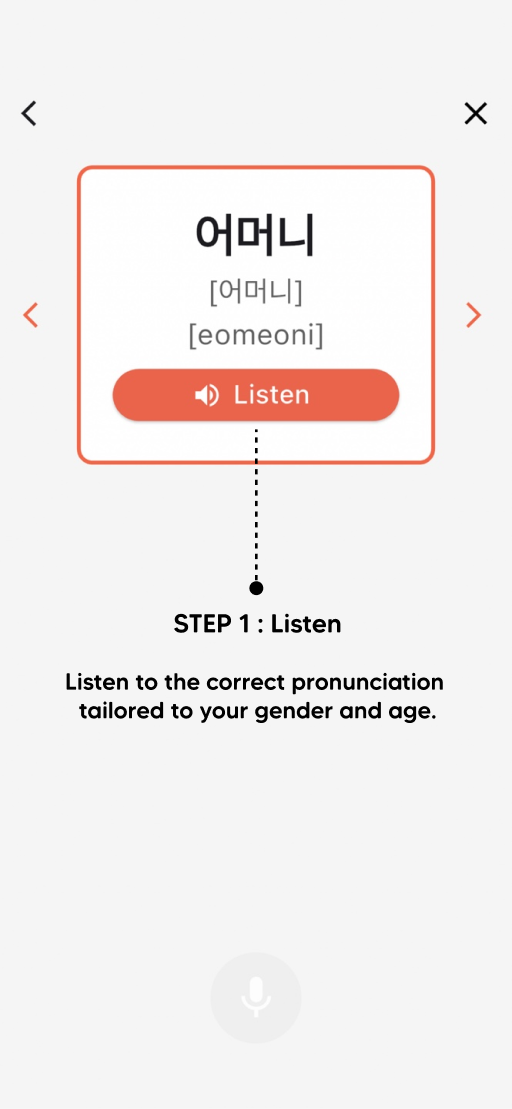 어머니
[어머니]
[eomeoni]
Listen
STEP 1 : Listen
Listen to the correct pronunciation
tailored to your gender and age.